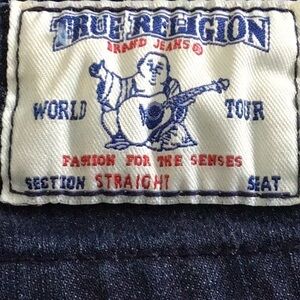 TRUE RELIGION
BRAND JEANS®
WORLD TOUR
FASHION FOR THE SENSES
SECTION STRAIGHT SEAT